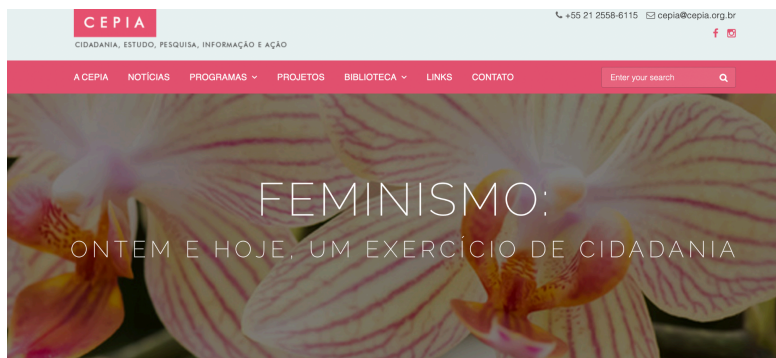 CEPIA
CIDADANIA, ESTUDO, PESQUISA, INFORMAÇÃO E AÇÃO
+55 21 2558-6115 cepia@cepia.org.br
A CEPIA NOTÍCIAS PROGRAMAS PROJETOS BIBLIOTECA LINKS CONTATO Enter your search
FEMINISMO:
ONTEM E HOJE, UM EXERCÍCIO DE CIDADANIA